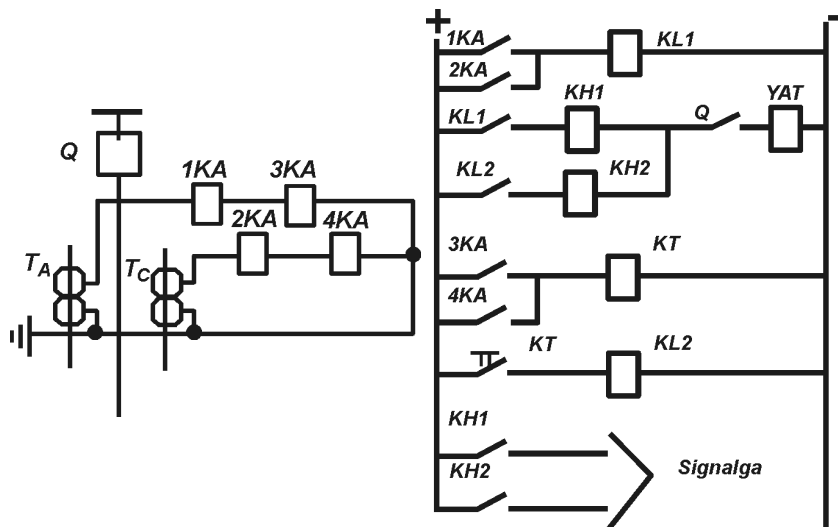 Q
1KA 3KA
2KA 4KA
TA
TC
+
-
1KA
KL1
2KA
KL1
KH1
Q
YAT
KL2
KH2
3KA
KT
4KA
KT
KL2
KH1
KH2
Signalga